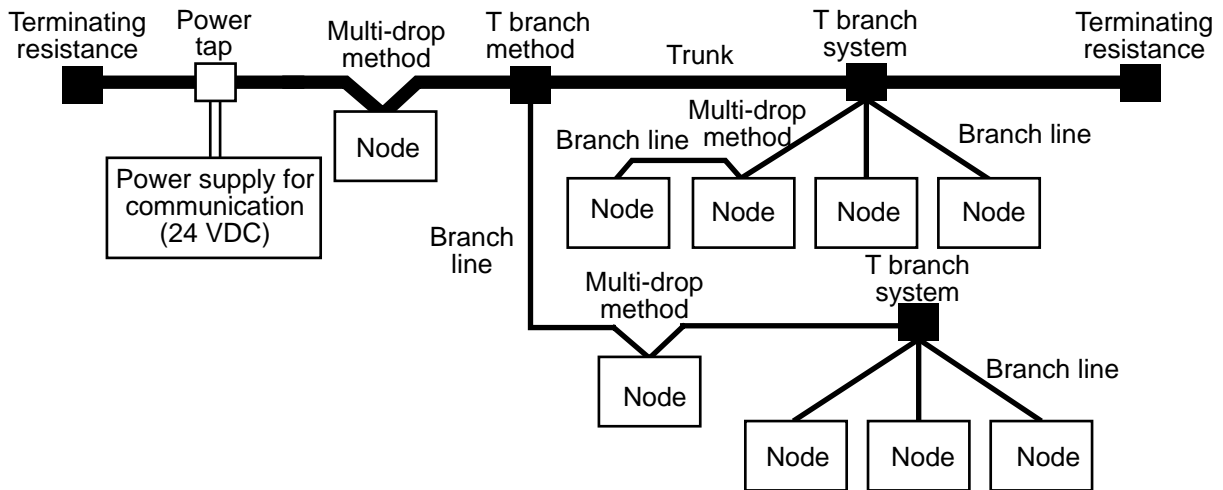 Terminating
resistance
Power
tap
Multi-drop
method
T branch
method
Trunk
T branch
system
Terminating
resistance
Node
Power supply for
communication
(24 VDC)
Multi-drop
method
Branch line
Branch line
Node
Node
Node
Node
Branch
line
Multi-drop
method
T branch
system
Node
Branch line
Node
Node
Node